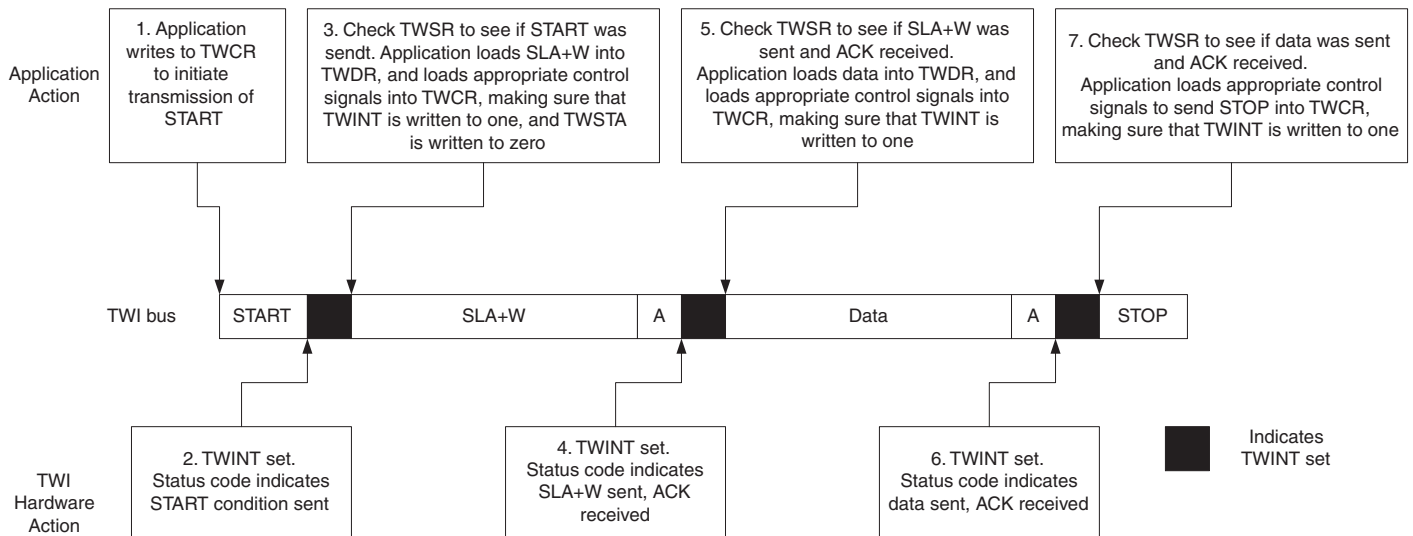 Application
Action
1. Application
writes to TWCR
to initiate
transmission of
START
3. Check TWSR to see if START was
sendt. Application loads SLA+W into
TWDR, and loads appropriate control
signals into TWCR, making sure that
TWINT is written to one, and TWSTA
is written to zero
5. Check TWSR to see if SLA+W was
sent and ACK received.
Application loads data into TWDR, and
loads appropriate control signals into
TWCR, making sure that TWINT is
written to one
7. Check TWSR to see if data was sent
and ACK received.
Application loads appropriate control
signals to send STOP into TWCR,
making sure that TWINT is written to one
TWI bus
START
SLA+W
A
Data
A
STOP
TWI
Hardware
Action
2. TWINT set.
Status code indicates
START condition sent
4. TWINT set.
Status code indicates
SLA+W sent, ACK
received
6. TWINT set.
Status code indicates
data sent, ACK received
Indicates
TWINT set